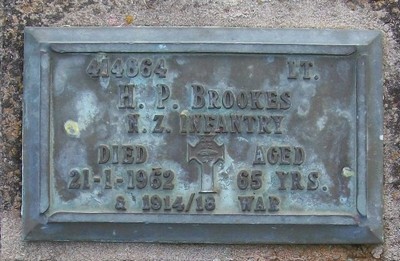 414864 LT.
H. P. BROOKES
N. Z. INFANTRY
DIED AGED
21-1-1952 65 YRS.
& 1914/18 WAR